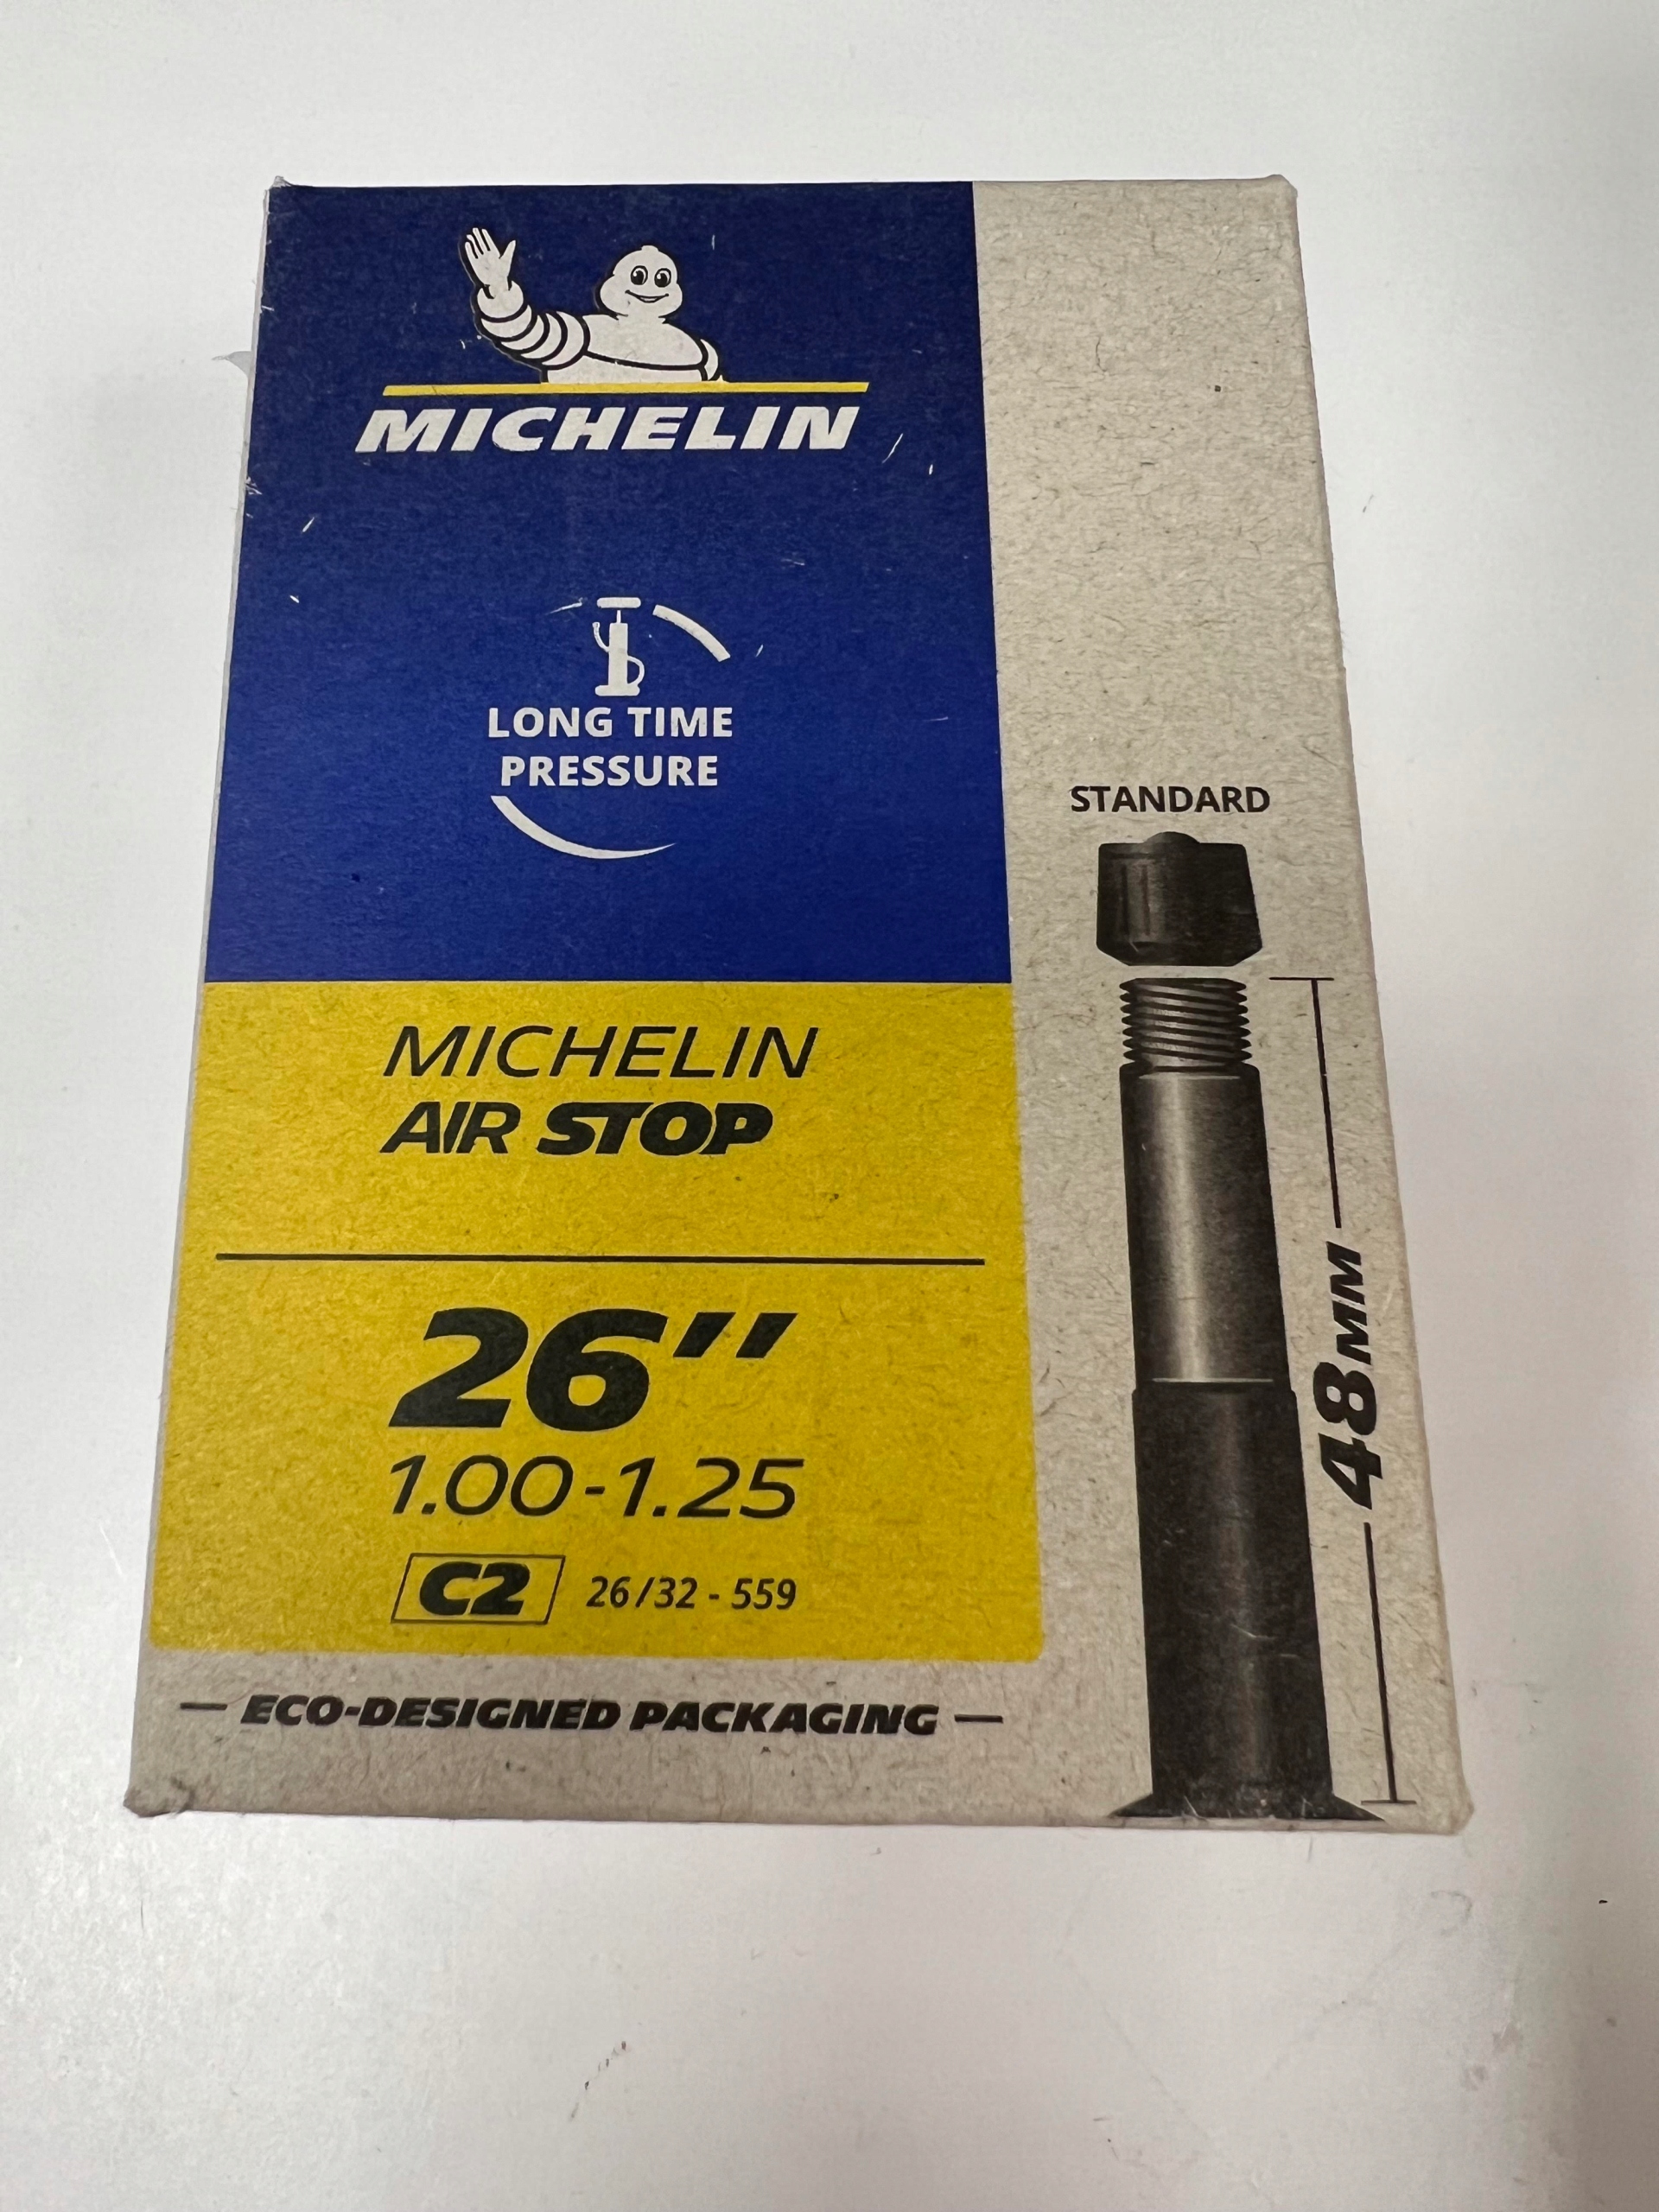 MICHELIN
LONG TIME
PRESSURE
STANDARD
MICHELIN
AIR STOP
26"
1.00-1.25
C2 26/32 - 559
48MM
— ECO-DESIGNED PACKAGING —